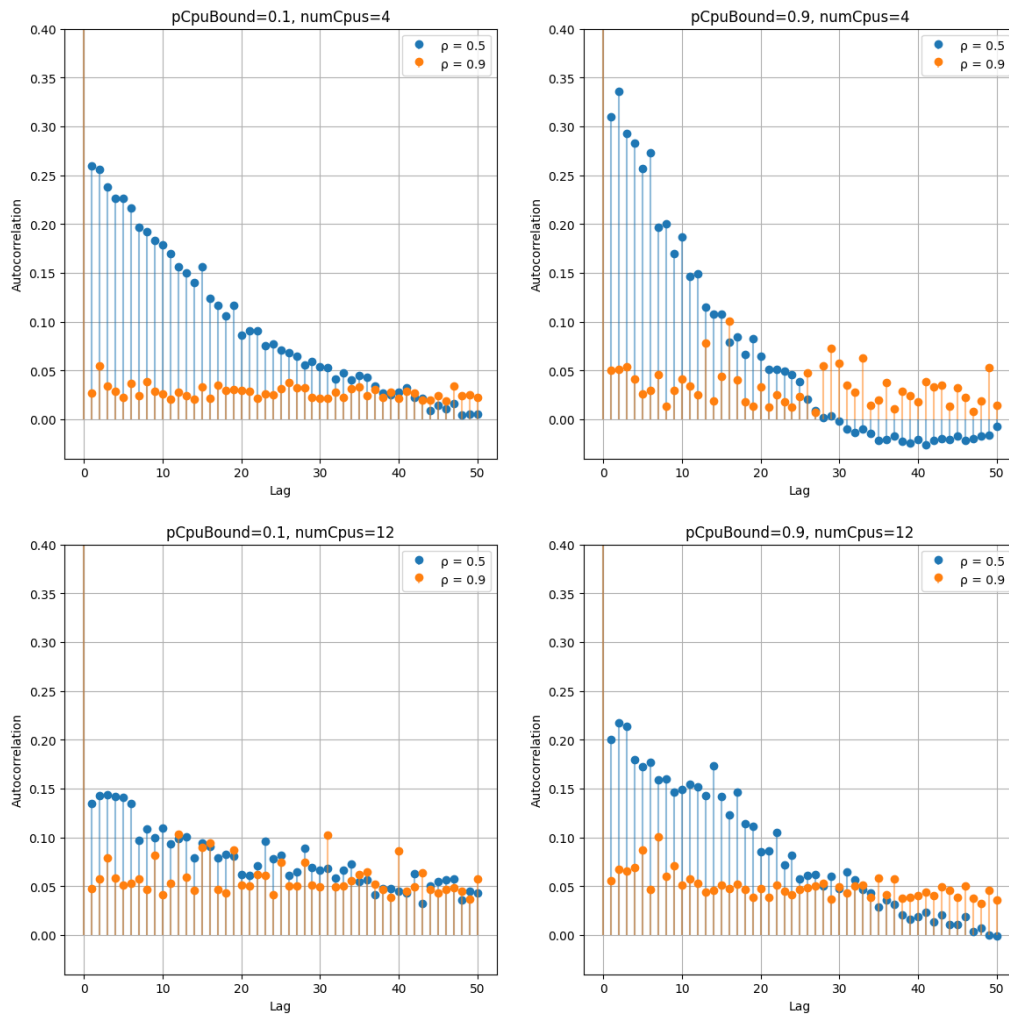 pCpuBound=0.1, numCpus=4
ρ = 0.5
ρ = 0.9
0.40
0.35
0.30
0.25
0.20
0.15
0.10
0.05
0.00
Autocorrelation
0 10 20 30 40 50
Lag
pCpuBound=0.9, numCpus=4
ρ = 0.5
ρ = 0.9
0.40
0.35
0.30
0.25
0.20
0.15
0.10
0.05
0.00
Autocorrelation
0 10 20 30 40 50
Lag
pCpuBound=0.1, numCpus=12
ρ = 0.5
ρ = 0.9
0.40
0.35
0.30
0.25
0.20
0.15
0.10
0.05
0.00
Autocorrelation
0 10 20 30 40 50
Lag
pCpuBound=0.9, numCpus=12
ρ = 0.5
ρ = 0.9
0.40
0.35
0.30
0.25
0.20
0.15
0.10
0.05
0.00
Autocorrelation
0 10 20 30 40 50
Lag